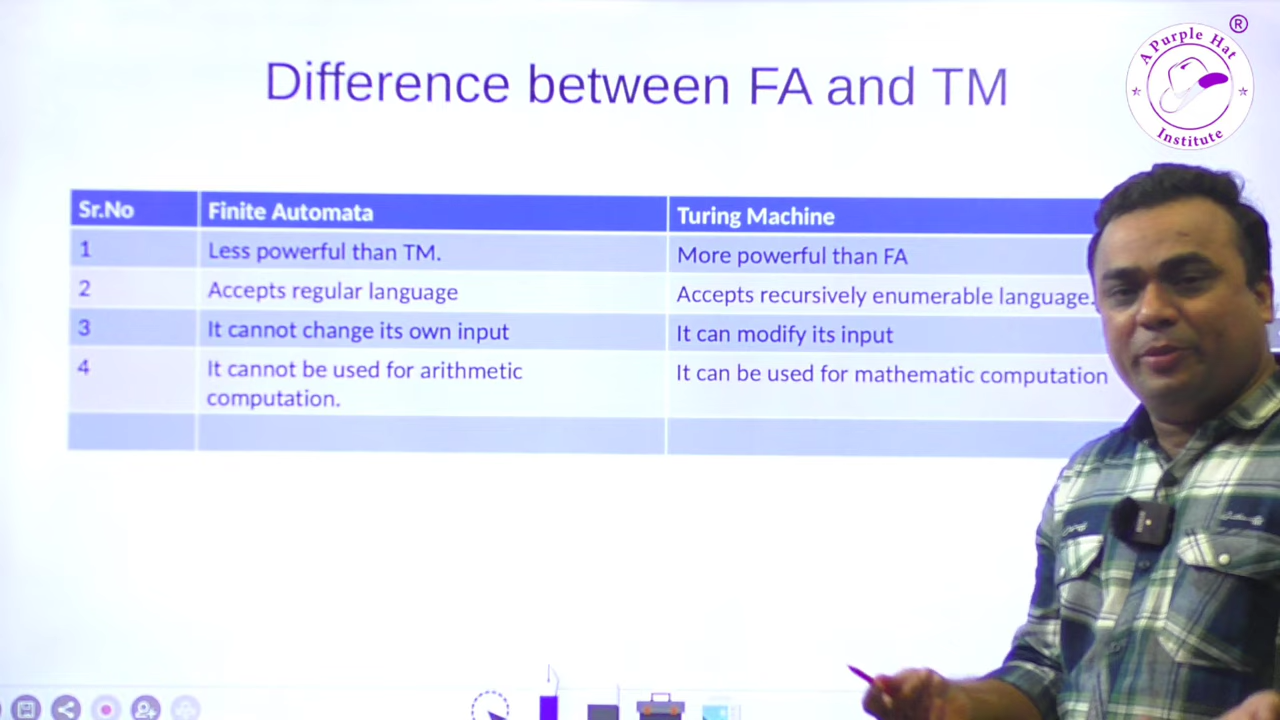 A Purple Hat
Institute
®
Difference between FA and TM
Sr.No Finite Automata Turing Machine
1 Less powerful than TM. More powerful than FA
2 Accepts regular language Accepts recursively enumerable language.
3 It cannot change its own input It can modify its input
4 It cannot be used for arithmetic It can be used for mathematic computation
computation.